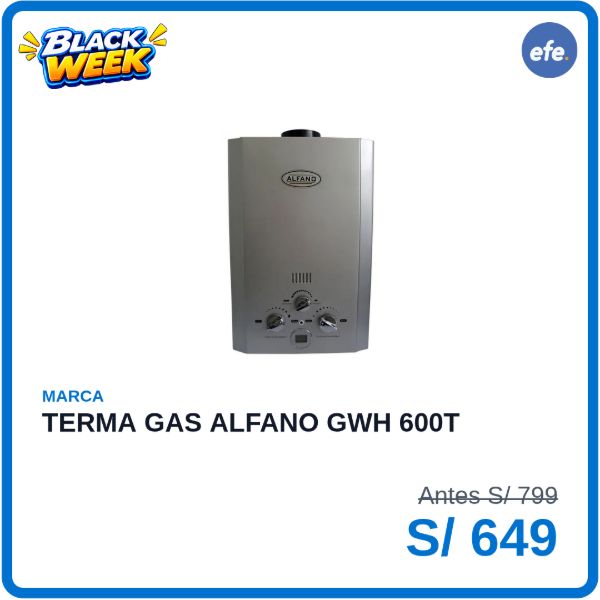 BLACK
WEEK
efe.
ALFANO
MARCA
TERMA GAS ALFANO GWH 600T
Antes S/ 799
S/ 649